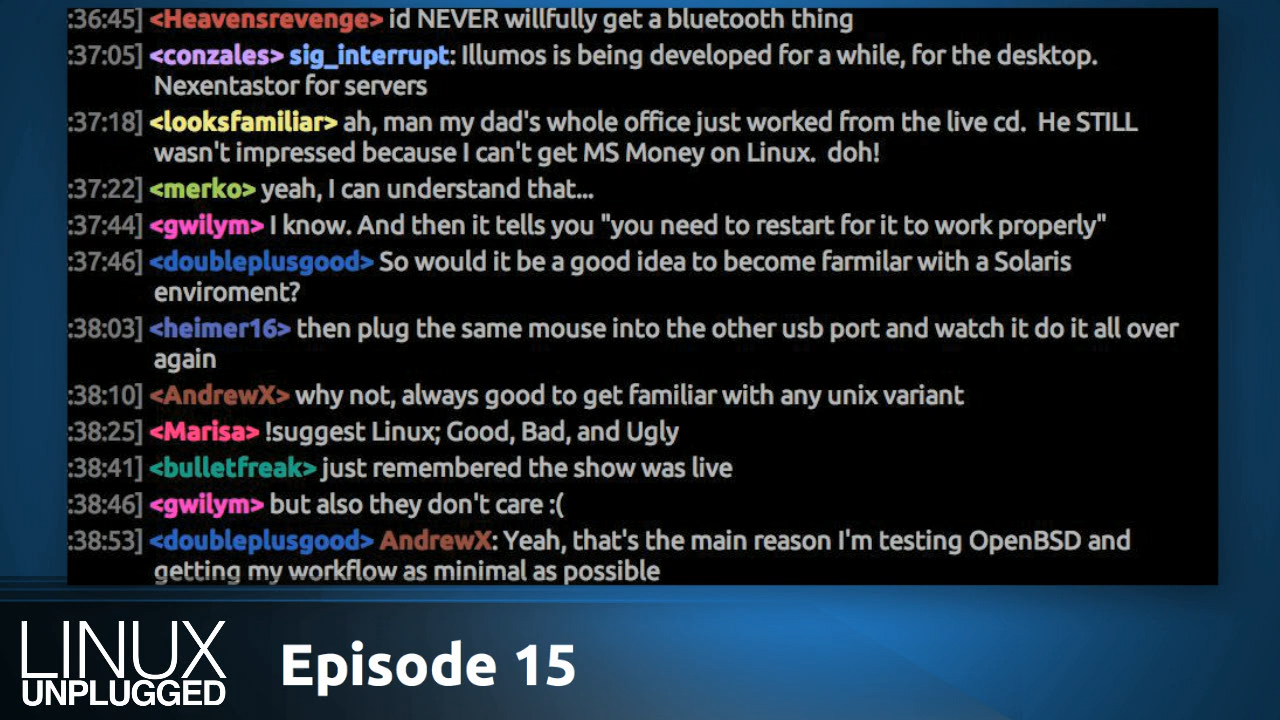 :36:45] <Heavensrevenge> id NEVER willfully get a bluetooth thing
:37:05] <conzales> sig_interrupt: Illumos is being developed for a while, for the desktop.
Nexentastor for servers
:37:18] <looksfamiliar> ah, man my dad's whole office just worked from the live cd.  He STILL
wasn't impressed because I can't get MS Money on Linux.  doh!
:37:22] <merko> yeah, I can understand that...
:37:44] <gwilym> I know. And then it tells you "you need to restart for it to work properly"
:37:46] <doubleplusgood> So would it be a good idea to become farmilar with a Solaris
enviroment?
:38:03] <heimer16> then plug the same mouse into the other usb port and watch it do it all over
again
:38:10] <AndrewX> why not, always good to get familiar with any unix variant
:38:25] <Marisa> !suggest Linux; Good, Bad, and Ugly
:38:41] <bulletfreak> just remembered the show was live
:38:46] <gwilym> but also they don't care :(
:38:53] <doubleplusgood> AndrewX: Yeah, that's the main reason I'm testing OpenBSD and
getting my workflow as minimal as possible
LINUX
UNPLUGGED
Episode 15